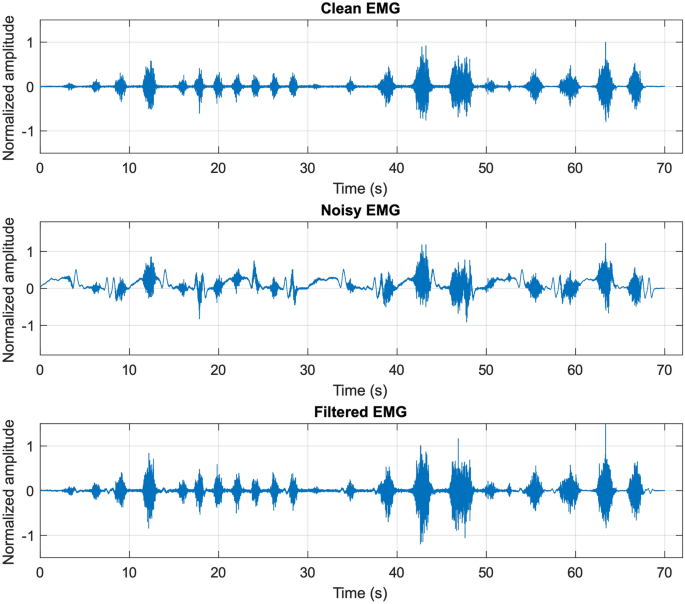 Clean EMG
Normalized amplitude
1
0
-1
0 10 20 30 40 50 60 70
Time (s)
Noisy EMG
Normalized amplitude
1
0
-1
0 10 20 30 40 50 60 70
Time (s)
Filtered EMG
Normalized amplitude
1
0
-1
0 10 20 30 40 50 60 70
Time (s)